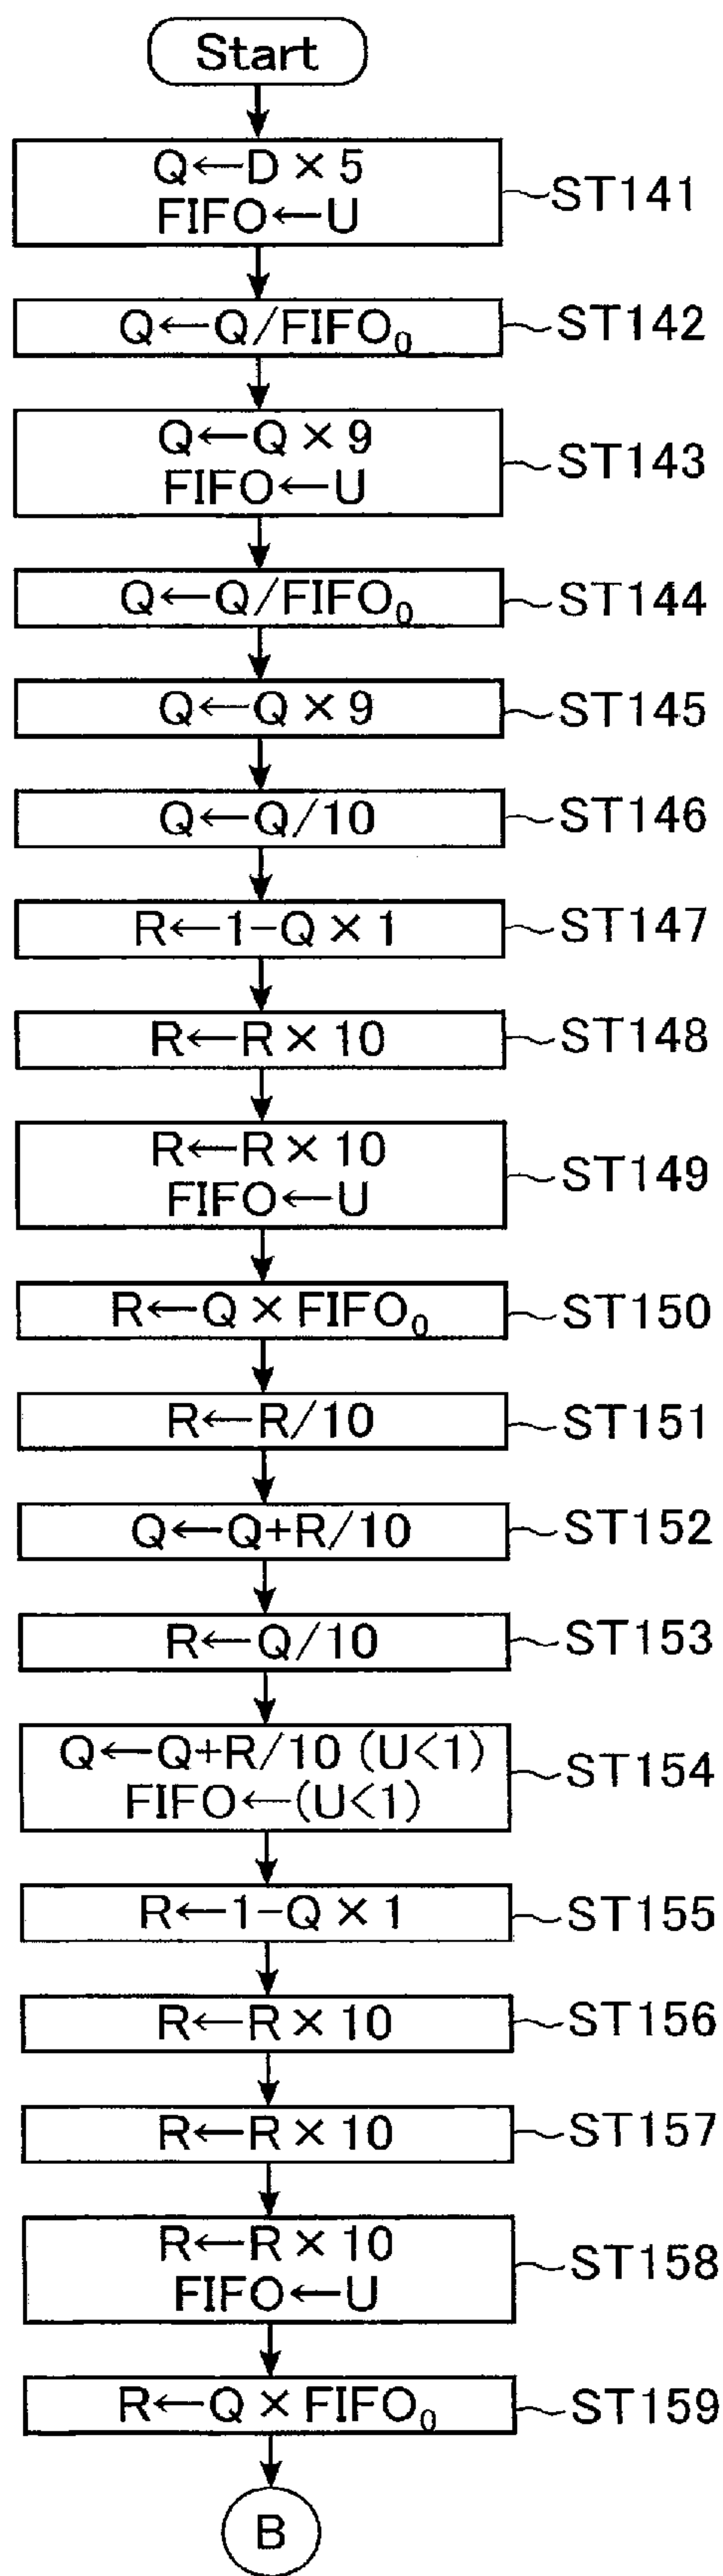 Start
Q←D×5
FIFO←U
ST141
Q←Q/FIFO₀
ST142
Q←Q×9
FIFO←U
ST143
Q←Q/FIFO₀
ST144
Q←Q×9
ST145
Q←Q/10
ST146
R←1-Q×1
ST147
R←R×10
ST148
R←R×10
FIFO←U
ST149
R←Q×FIFO₀
ST150
R←R/10
ST151
Q←Q+R/10
ST152
R←Q/10
ST153
Q←Q+R/10 (U<1)
FIFO←(U<1)
ST154
R←1-Q×1
ST155
R←R×10
ST156
R←R×10
ST157
R←R×10
FIFO←U
ST158
R←Q×FIFO₀
ST159
B